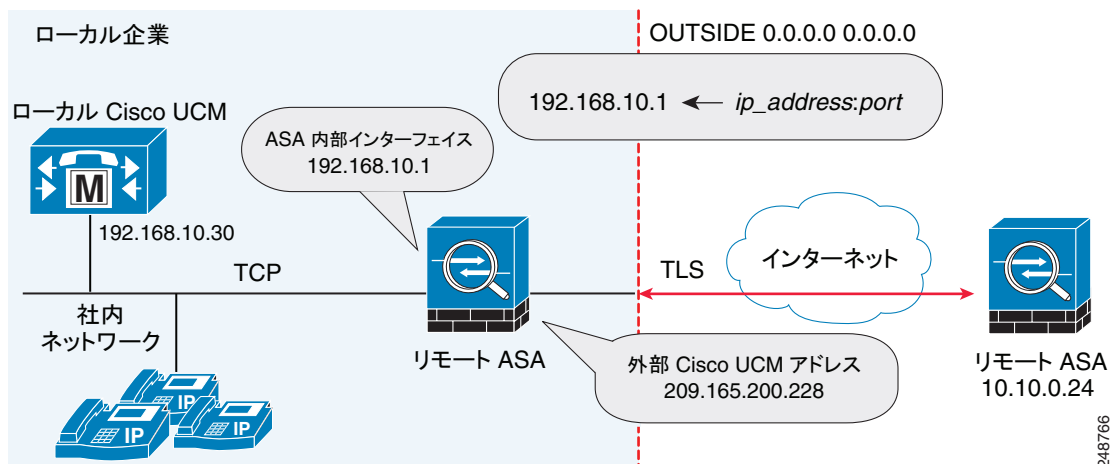 ローカル企業
OUTSIDE 0.0.0.0 0.0.0.0
192.168.10.1 ← ip_address:port
ローカル Cisco UCM
ASA 内部インターフェイス
192.168.10.1
M
192.168.10.30
TCP
TLS
インターネット
社内
ネットワーク
リモート ASA
外部 Cisco UCM アドレス
209.165.200.228
リモート ASA
10.10.0.24
IP
IP
IP
248766